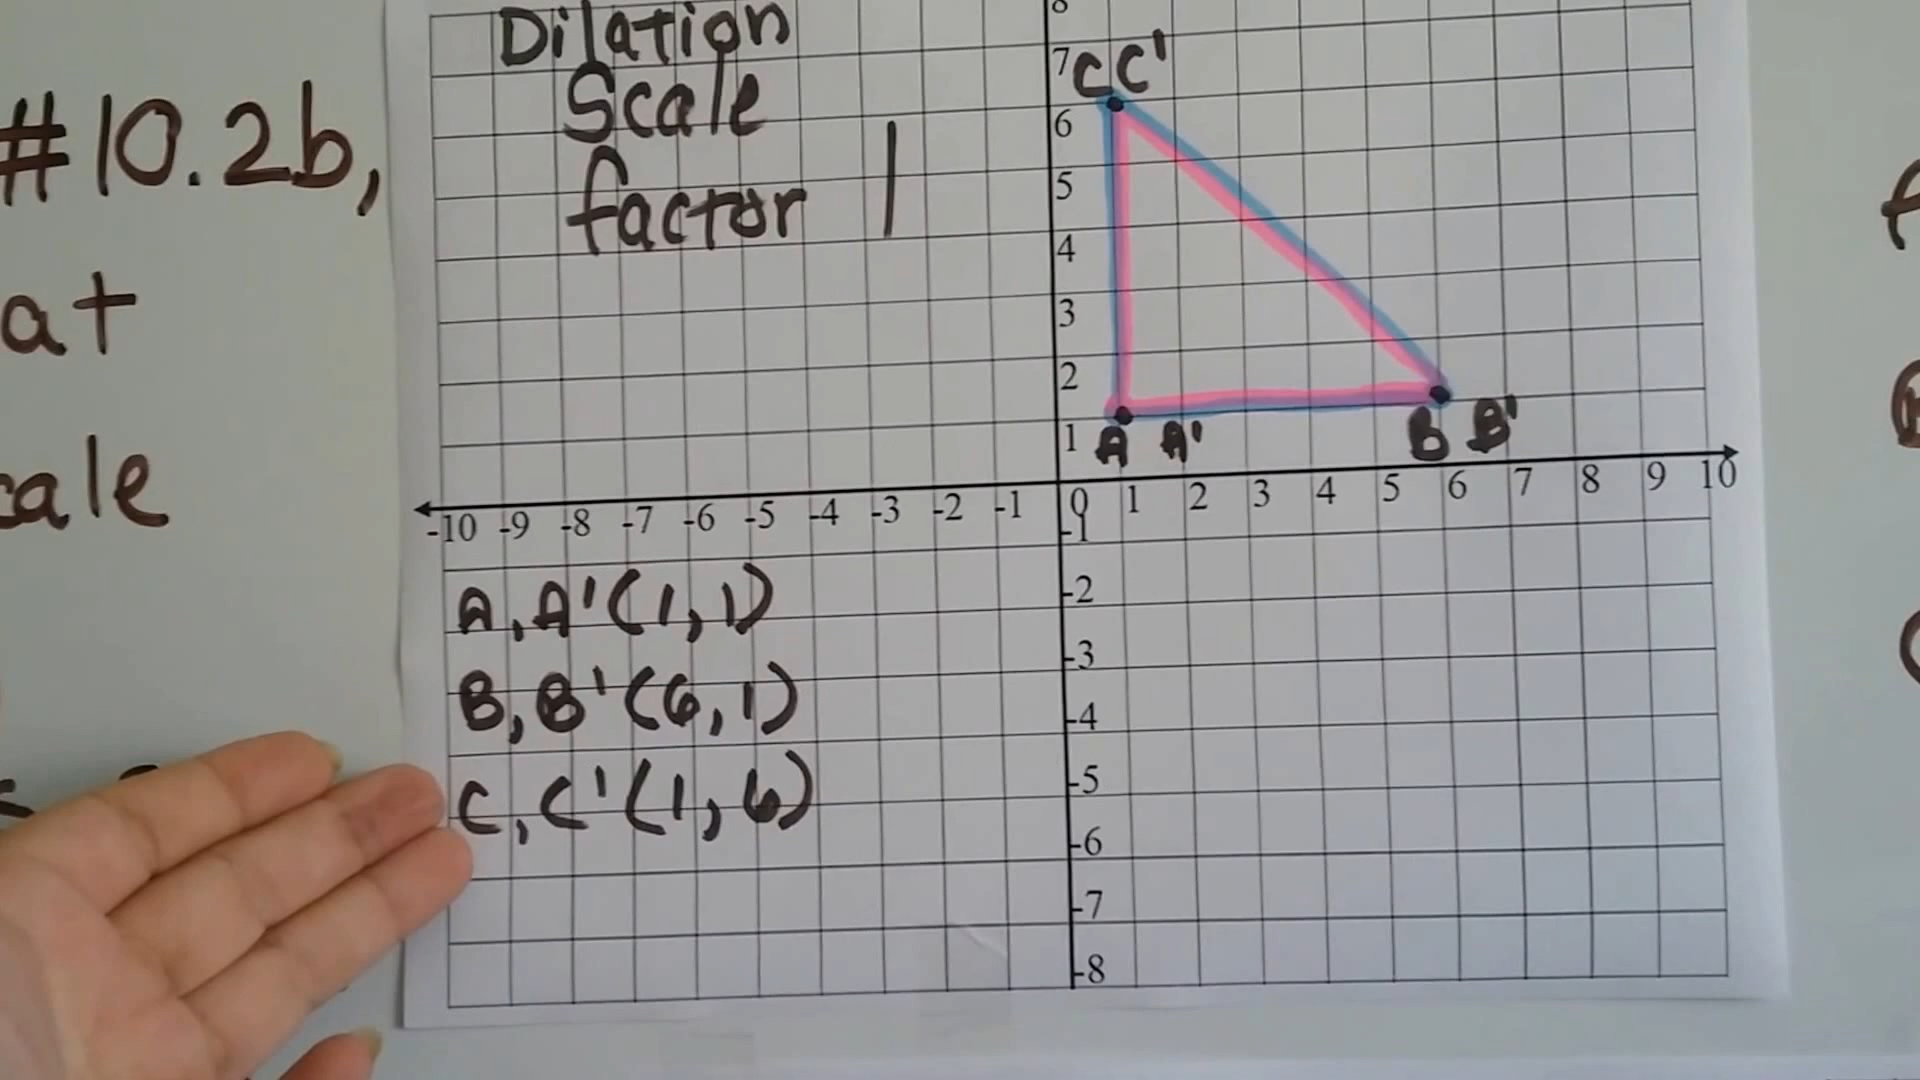 Dilation
Scale
factor 1
#10.2b,
at
cale
8
7
6
5
4
3
2
1
C C'
A A'
B B'
-10 -9 -8 -7 -6 -5 -4 -3 -2 -1 0 1 2 3 4 5 6 7 8 9 10
-1
-2
-3
-4
-5
-6
-7
-8
A, A'(1,1)
B, B'(6,1)
C, C'(1,6)